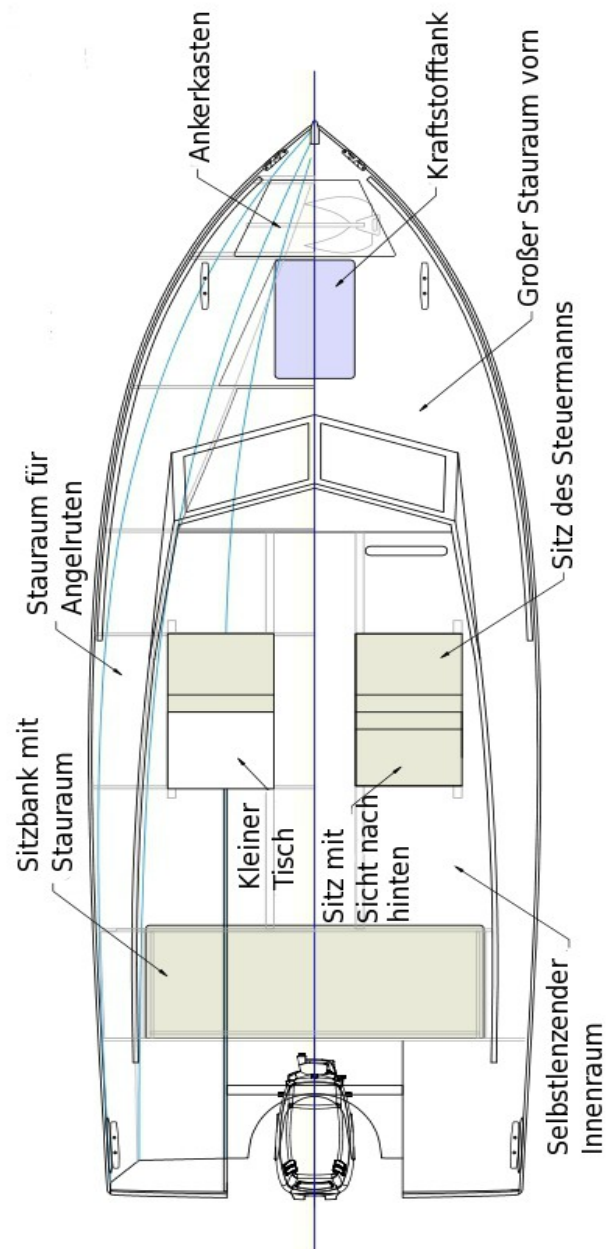 Sitzbank mit
Stauraum
Stauraum für
Angelruten
Ankerkasten
Kleiner
Tisch
Sitz mit
Sicht nach
hinten
Kraftstofftank
Selbstlenzender
Innenraum
Sitz des Steuermanns
Großer Stauraum vorn